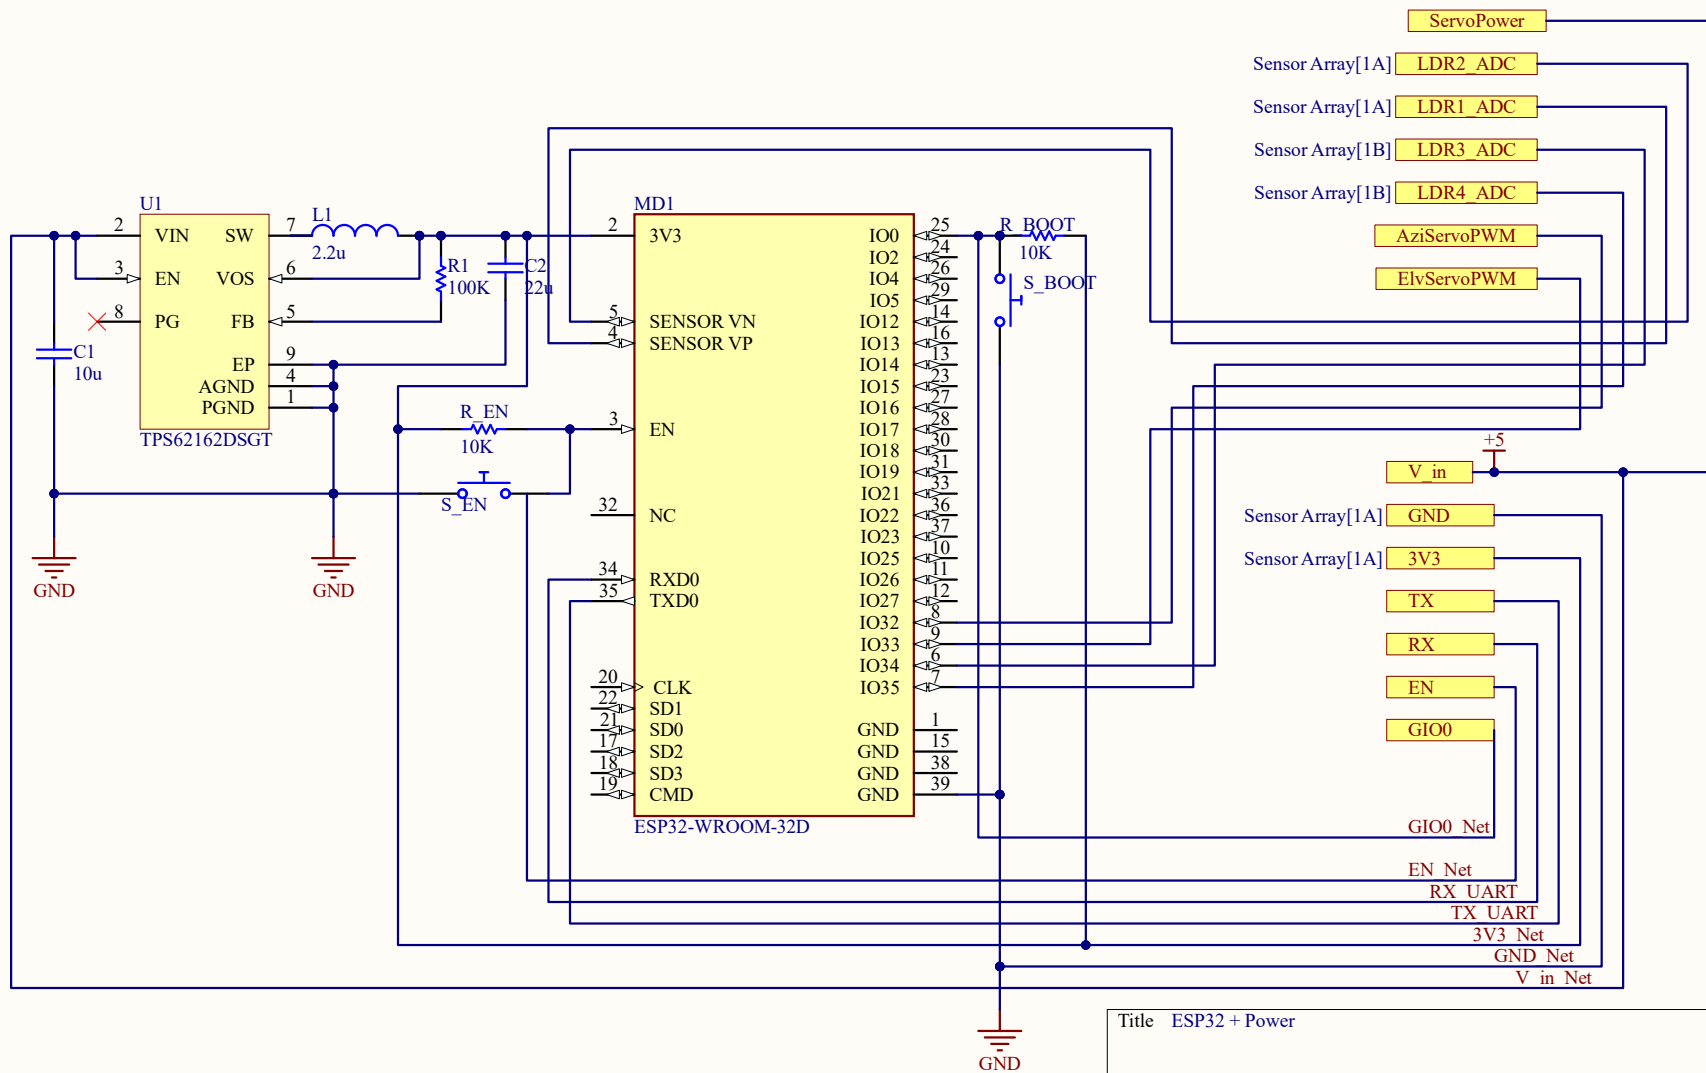 ServoPower
Sensor Array[1A] LDR2_ADC
Sensor Array[1A] LDR1_ADC
Sensor Array[1B] LDR3_ADC
Sensor Array[1B] LDR4_ADC
AziServoPWM
ElvServoPWM
+5
V_in
Sensor Array[1A] GND
Sensor Array[1A] 3V3
TX
RX
EN
GIO0
GIO0_Net
EN_Net
RX_UART
TX_UART
3V3_Net
GND_Net
V_in_Net
U1
2 VIN
3 EN
8 PG
SW 7
VOS 6
FB 5
EP 9
AGND 4
PGND 1
TPS62162DSGT
L1
2.2u
R1
100K
C2
22u
C1
10u
R_EN
10K
S_EN
GND
GND
MD1
2 3V3
5 SENSOR VN
4 SENSOR VP
3 EN
32 NC
34 RXD0
35 TXD0
20 CLK
22 SD1
21 SD0
17 SD2
18 SD3
19 CMD
IO0 25
IO2 24
IO4 26
IO5 29
IO12 14
IO13 16
IO14 13
IO15 23
IO16 27
IO17 28
IO18 30
IO19 31
IO21 33
IO22 36
IO23 37
IO25 10
IO26 11
IO27 12
IO32 8
IO33 9
IO34 6
IO35 7
GND 1
GND 15
GND 38
GND 39
ESP32-WROOM-32D
R_BOOT
10K
S_BOOT
GND
Title ESP32 + Power